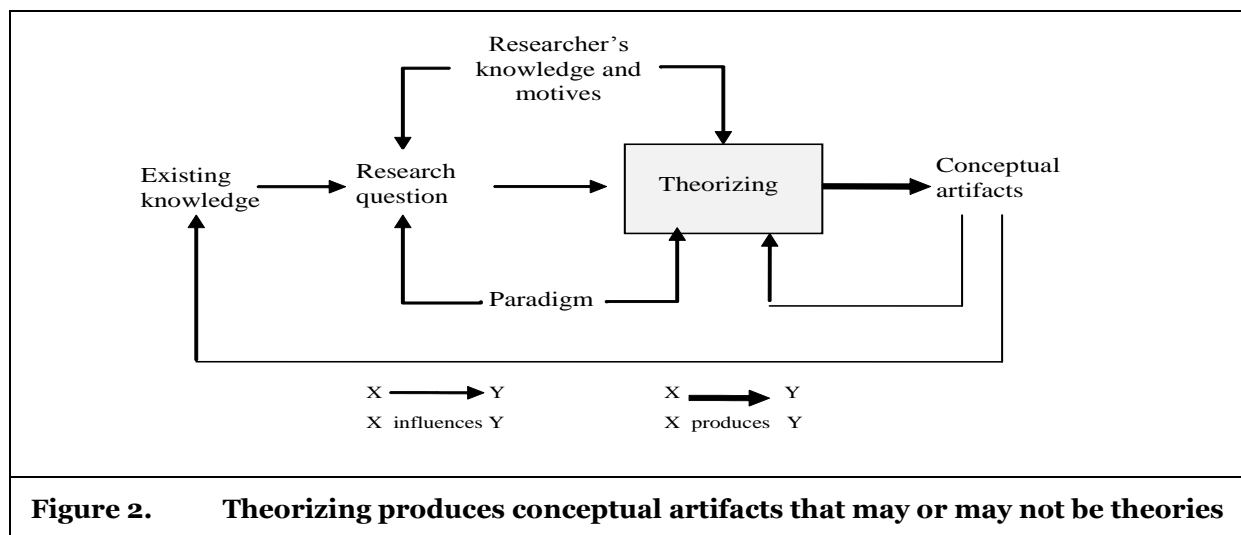 Researcher’s
knowledge and
motives
Existing
knowledge
Research
question
Theorizing
Conceptual
artifacts
Paradigm
X Y
X influences Y
X Y
X produces Y
Figure 2. Theorizing produces conceptual artifacts that may or may not be theories